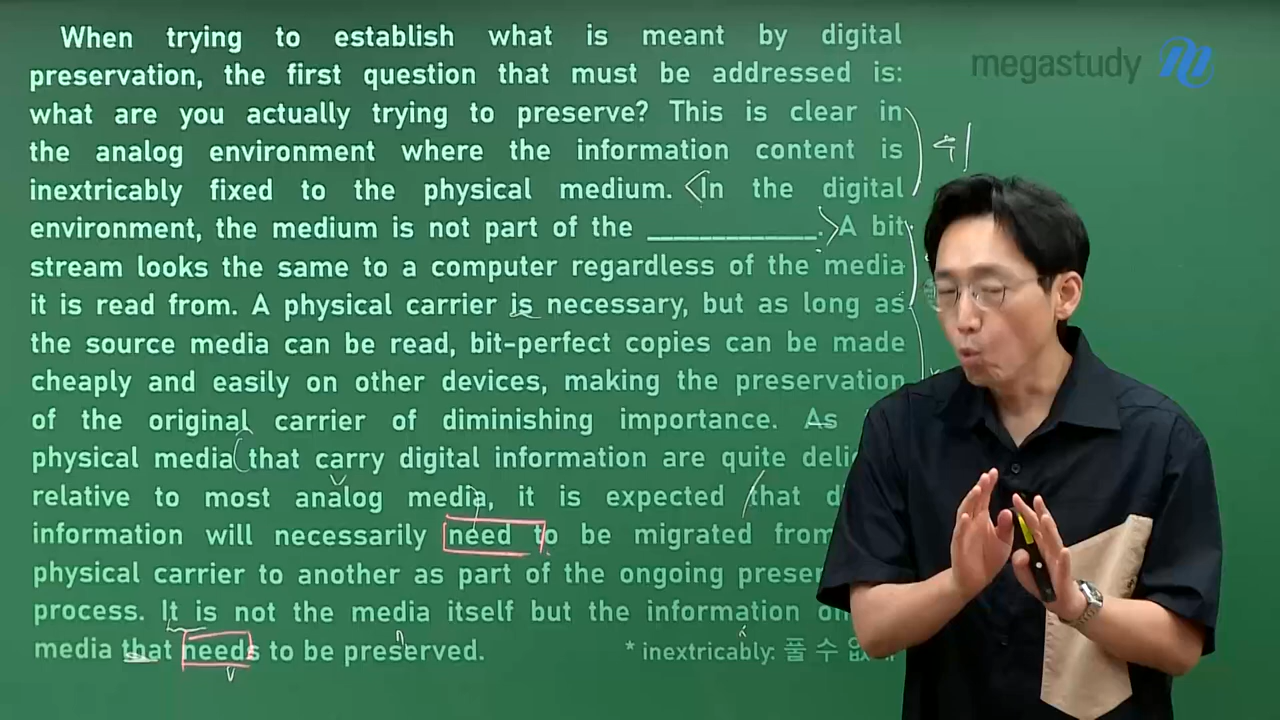 When trying to establish what is meant by digital
preservation, the first question that must be addressed is:
what are you actually trying to preserve? This is clear in
the analog environment where the information content is
inextricably fixed to the physical medium. In the digital
environment, the medium is not part of the ____________. A bit
stream looks the same to a computer regardless of the media
it is read from. A physical carrier is necessary, but as long as
the source media can be read, bit-perfect copies can be made
cheaply and easily on other devices, making the preservation
of the original carrier of diminishing importance. As
physical media that carry digital information are quite
relative to most analog media, it is expected that
information will necessarily need to be migrated from
physical carrier to another as part of the ongoing
process. It is not the media itself but the information
media that needs to be preserved.
* inextricably: 풀 수
megastudy